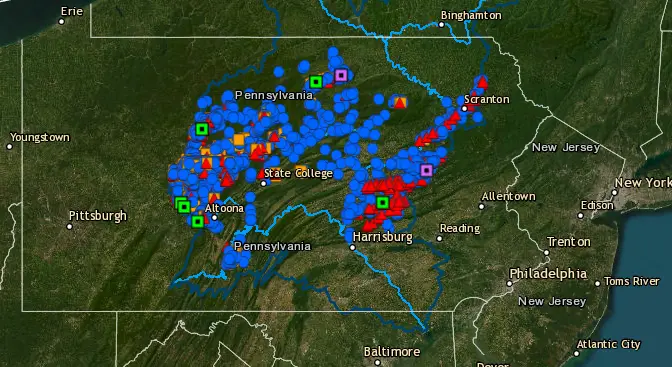 Erie
Binghamton
Pennsylvania
Scranton
Youngstown
New Jersey
State College
New York
Allentown
Altoona
Edison
Pittsburgh
Reading
Harrisburg
Pennsylvania
Trenton
Philadelphia
Toms River
New Jersey
Atlantic City
Baltimore